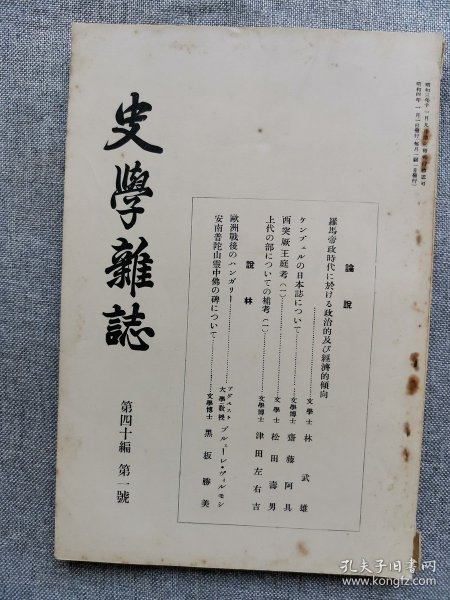 史學雜誌
第四十編 第一號
論說
羅馬帝政時代に於ける政治的及び經濟的傾向
文學士 林武雄
ケンプェルの日本誌について 文學博士 齋藤阿具
西突厥王庭考(一) 文學士 松田壽男
上代の部についての補考(一) 文學博士 津田左右吉
說林
歐洲戰後のハンガリー ブダペスト大學教授 プルェーレ・ヴィルモシ
安南普陀山靈中佛の碑について 文學博士 黑板勝美
孔夫子旧书网